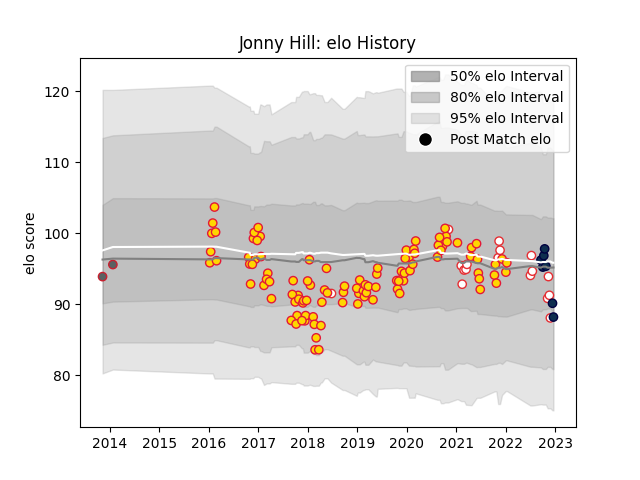 Jonny Hill: elo History
50% elo Interval
80% elo Interval
95% elo Interval
Post Match elo
elo score
120
110
100
90
80
2014 2015 2016 2017 2018 2019 2020 2021 2022 2023